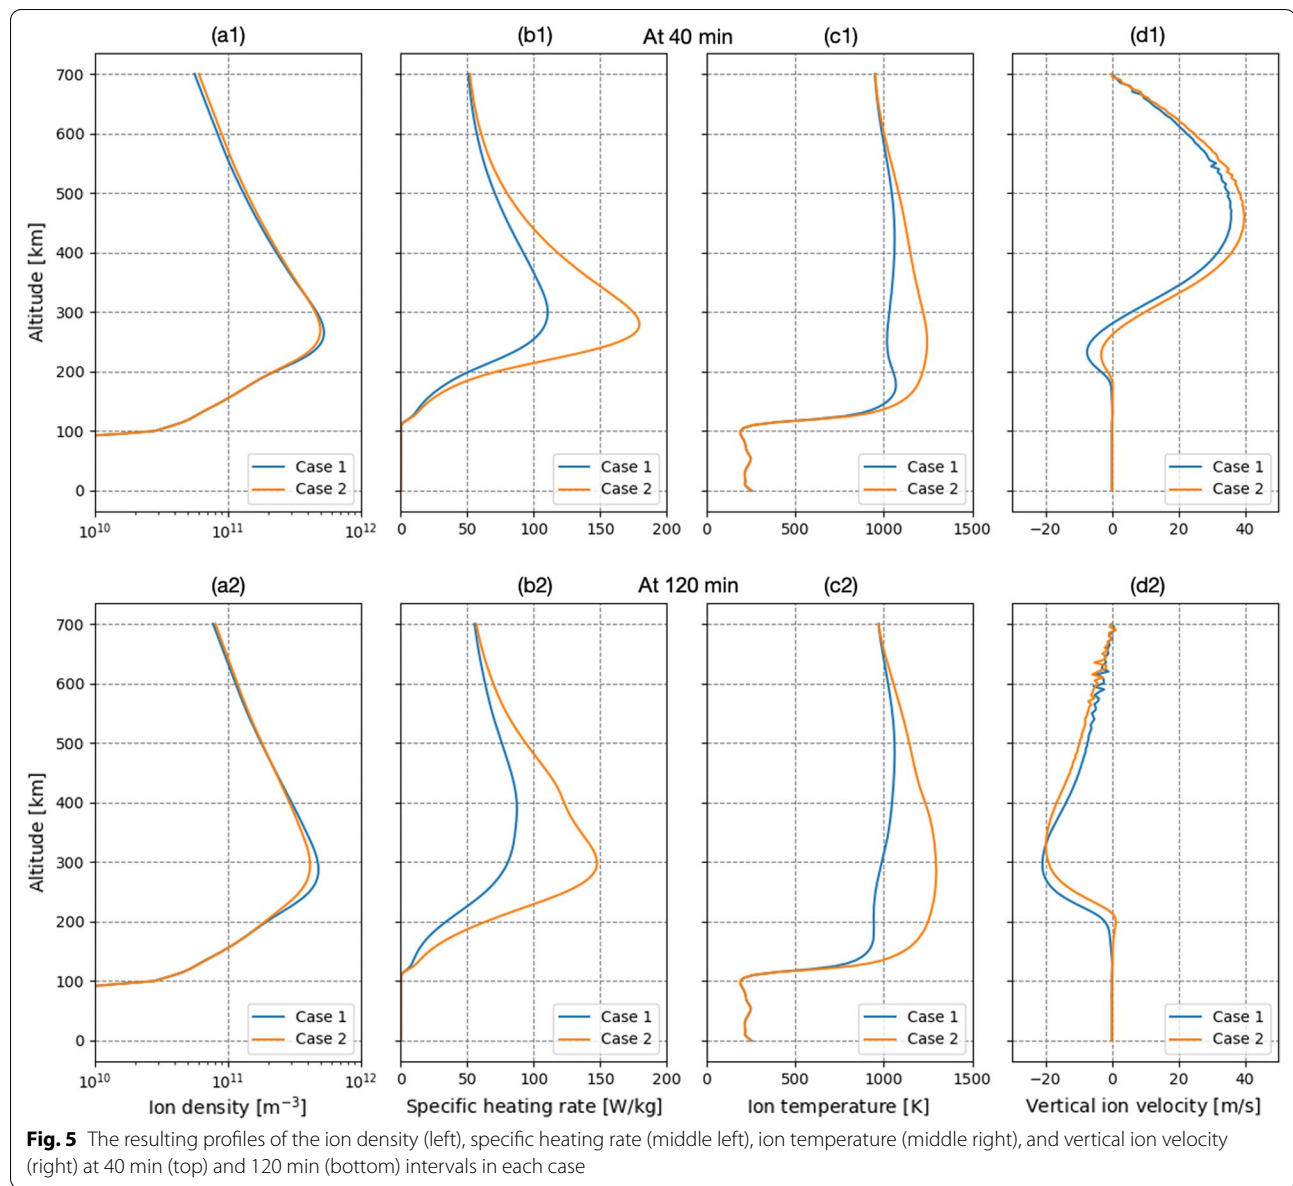 (a1) (b1) At 40 min (c1) (d1)
Altitude [km]
700
600
500
400
300
200
100
0
10^10 10^11 10^12
Case 1
Case 2
0 50 100 150 200
Case 1
Case 2
0 500 1000 1500
Case 1
Case 2
−20 0 20 40
Case 1
Case 2
(a2) (b2) At 120 min (c2) (d2)
Altitude [km]
700
600
500
400
300
200
100
0
10^10 10^11 10^12
Case 1
Case 2
Ion density [m⁻³]
0 50 100 150 200
Case 1
Case 2
Specific heating rate [W/kg]
0 500 1000 1500
Case 1
Case 2
Ion temperature [K]
−20 0 20 40
Case 1
Case 2
Vertical ion velocity [m/s]
Fig. 5 The resulting profiles of the ion density (left), specific heating rate (middle left), ion temperature (middle right), and vertical ion velocity
(right) at 40 min (top) and 120 min (bottom) intervals in each case